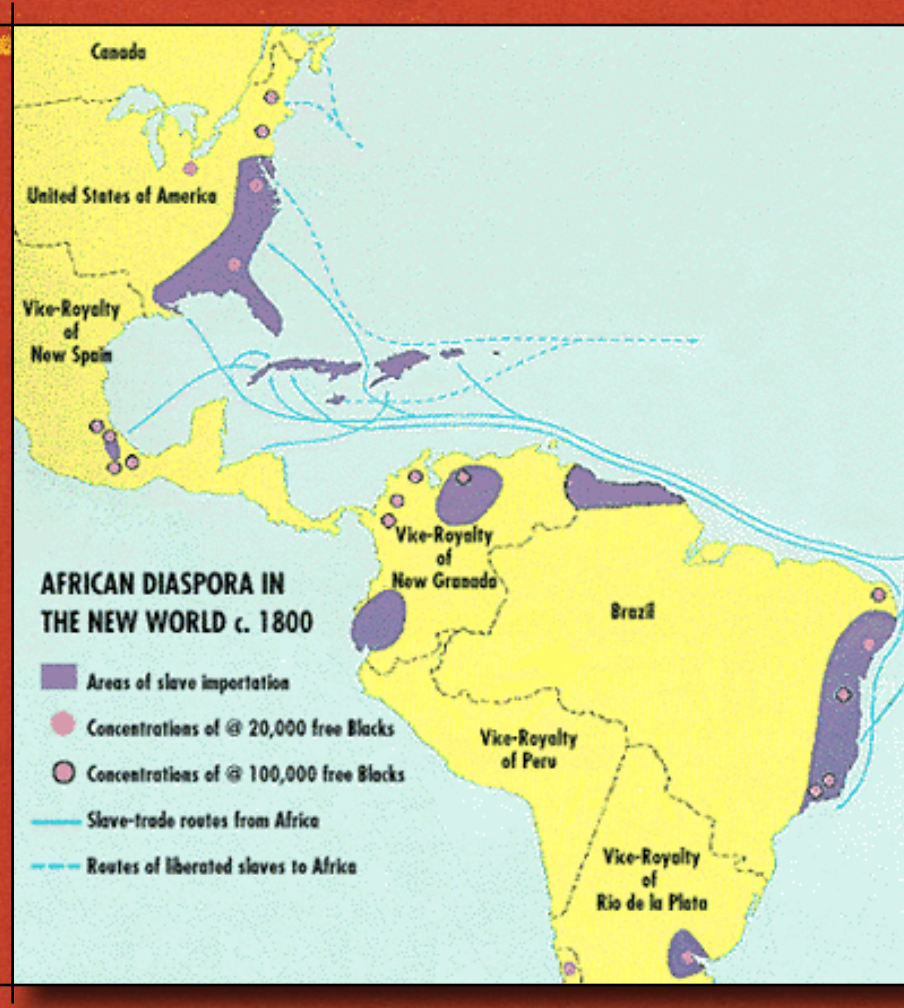 Canada
United States of America
Vice-Royalty
of
New Spain
Vice-Royalty
of
New Granada
Brazil
AFRICAN DIASPORA IN
THE NEW WORLD c. 1800
Areas of slave importation
Concentrations of @ 20,000 free Blacks
Concentrations of @ 100,000 free Blacks
Slave-trade routes from Africa
Routes of liberated slaves to Africa
Vice-Royalty
of Peru
Vice-Royalty
of
Rio de la Plata